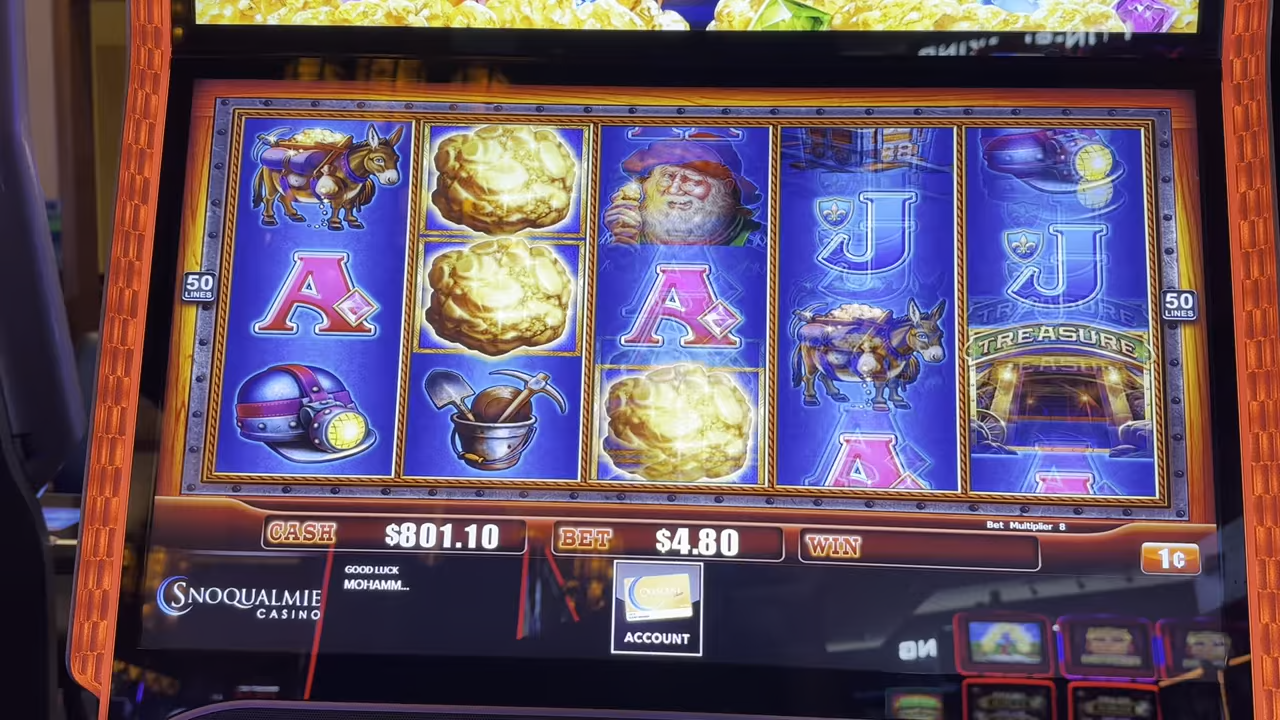 A
A
J
J
TREASURE
A
A
50
LINES
50
LINES
Bet Multiplier 8
CASH $801.10 BET $4.80 WIN
1¢
GOOD LUCK
MOHAMM...
SNOQUALMIE
CASINO
ACCOUNT